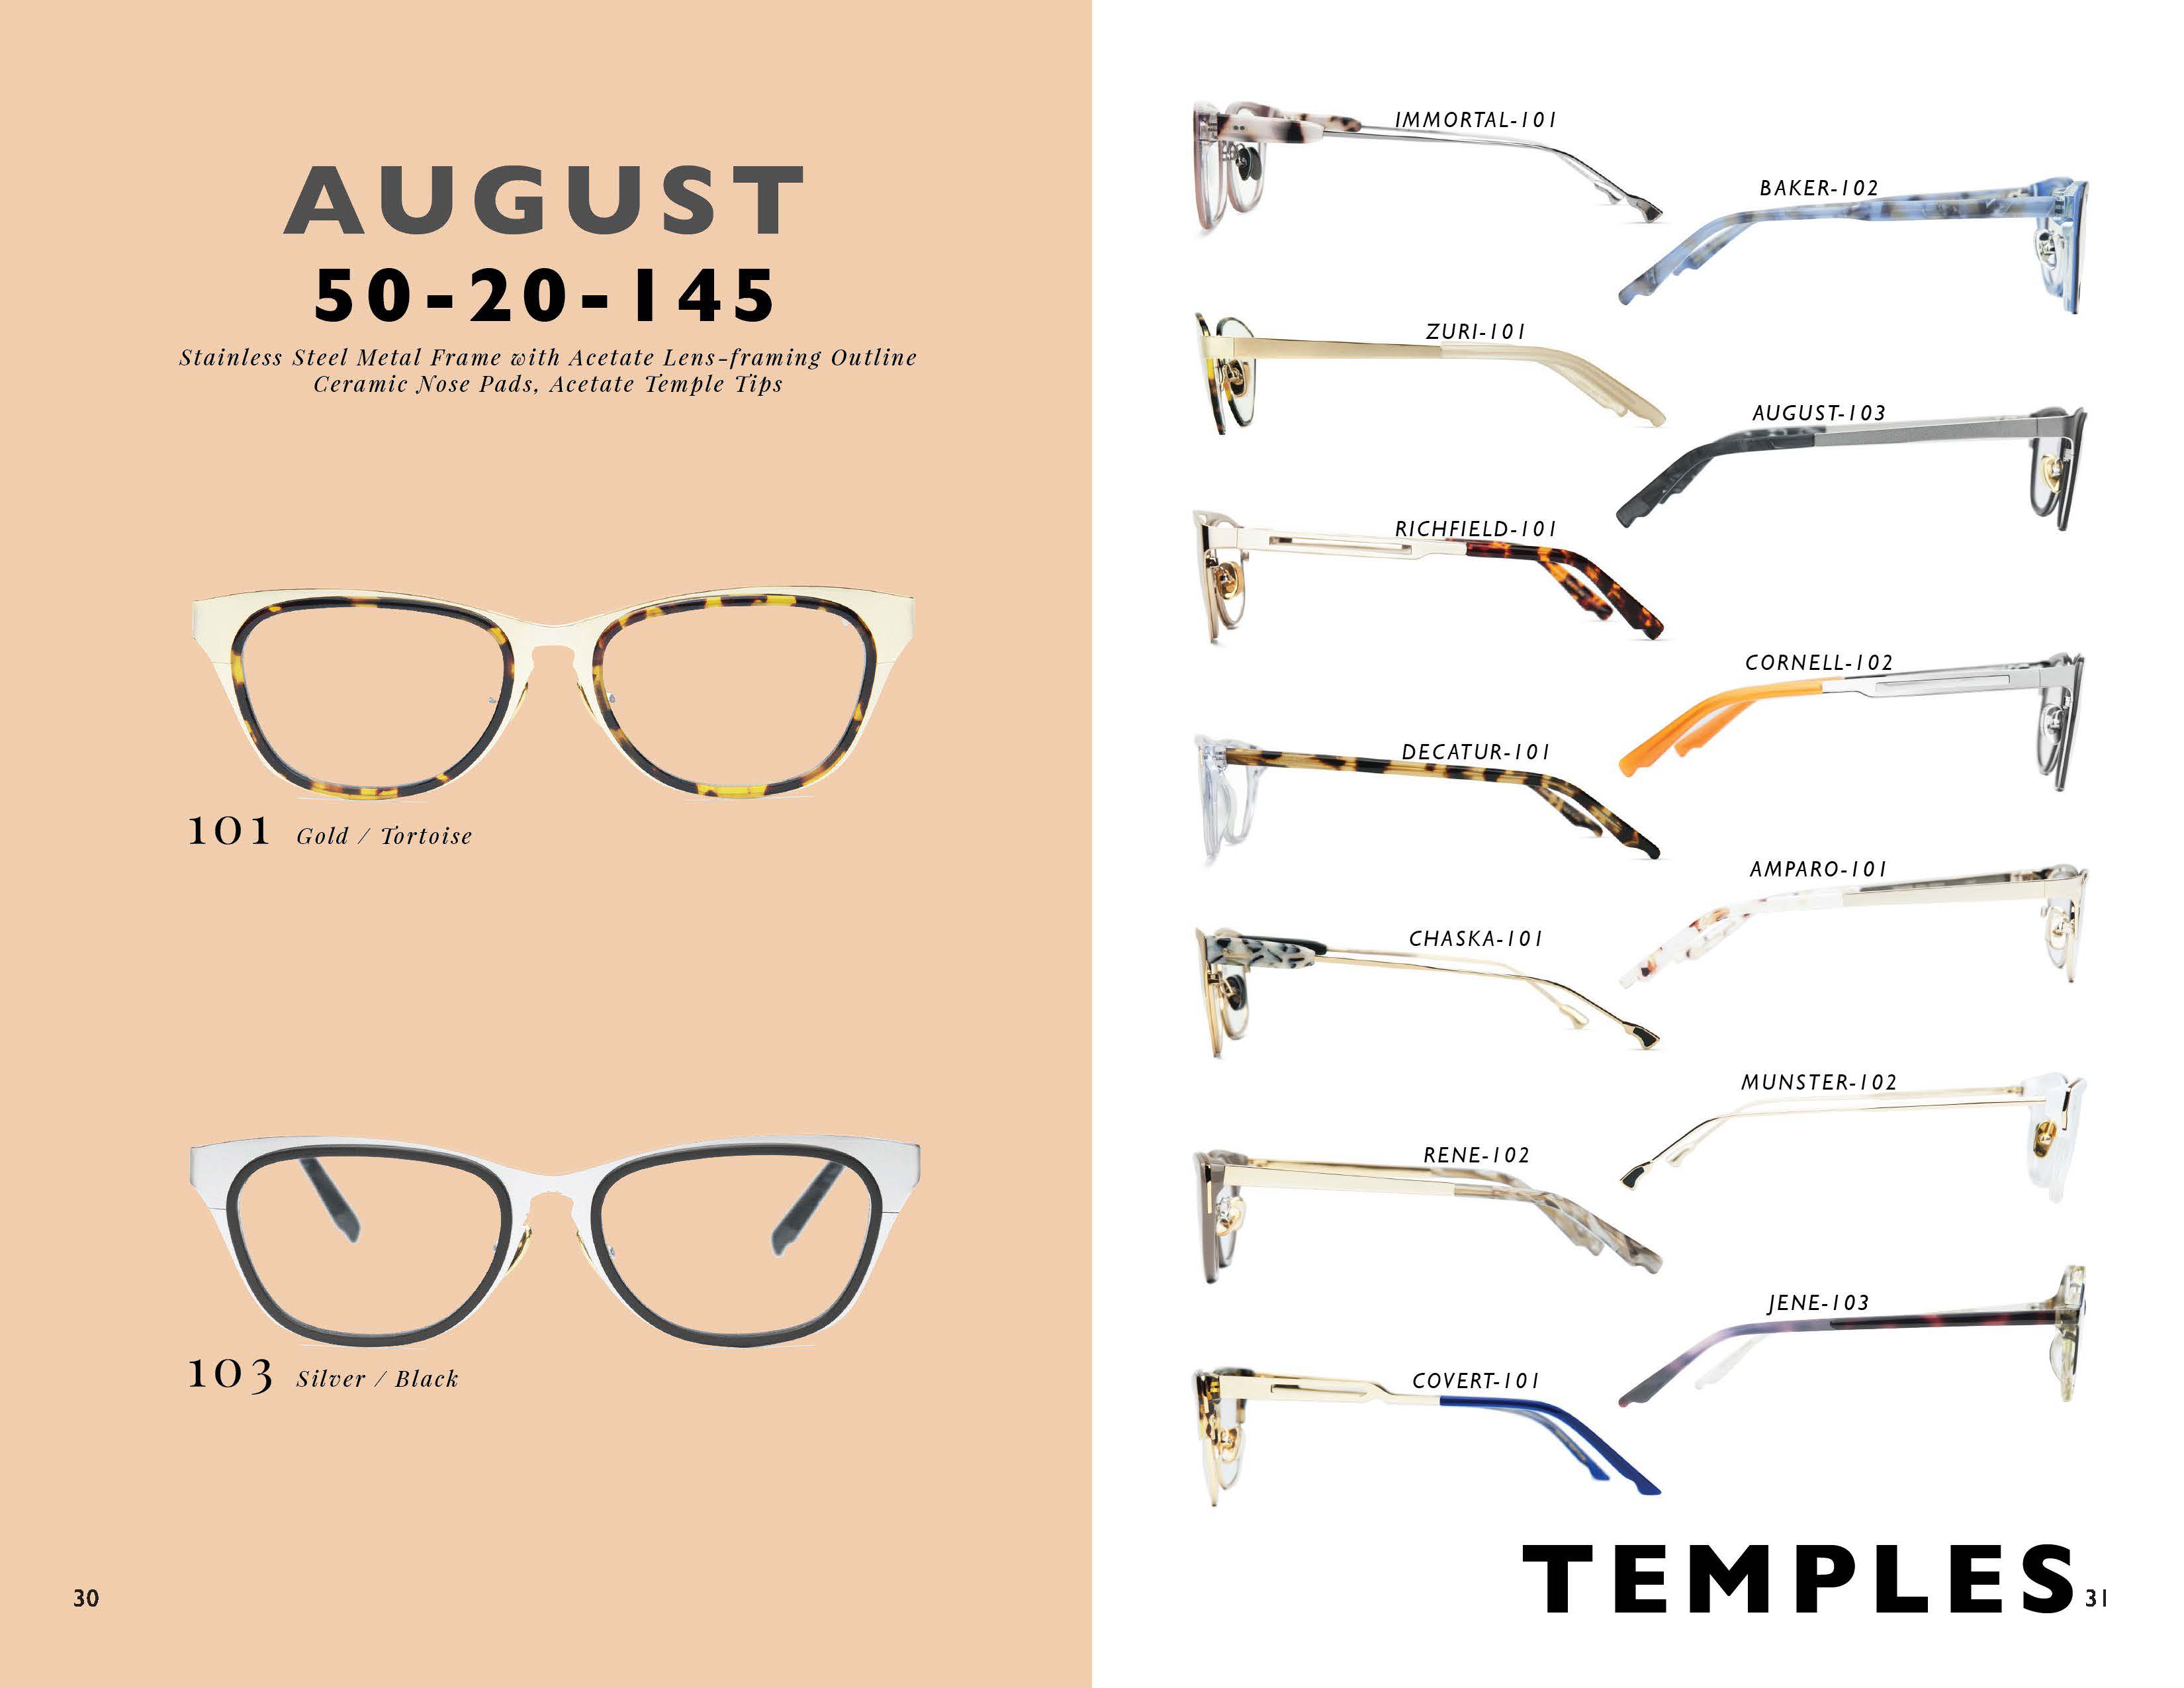 AUGUST
50-20-145
Stainless Steel Metal Frame with Acetate Lens-framing Outline
Ceramic Nose Pads, Acetate Temple Tips
101 Gold / Tortoise
103 Silver / Black
30
IMMORTAL-101
BAKER-102
ZURI-101
AUGUST-103
RICHFIELD-101
CORNELL-102
DECATUR-101
AMPARO-101
CHASKA-101
MUNSTER-102
RENE-102
JENE-103
COVERT-101
TEMPLES
31